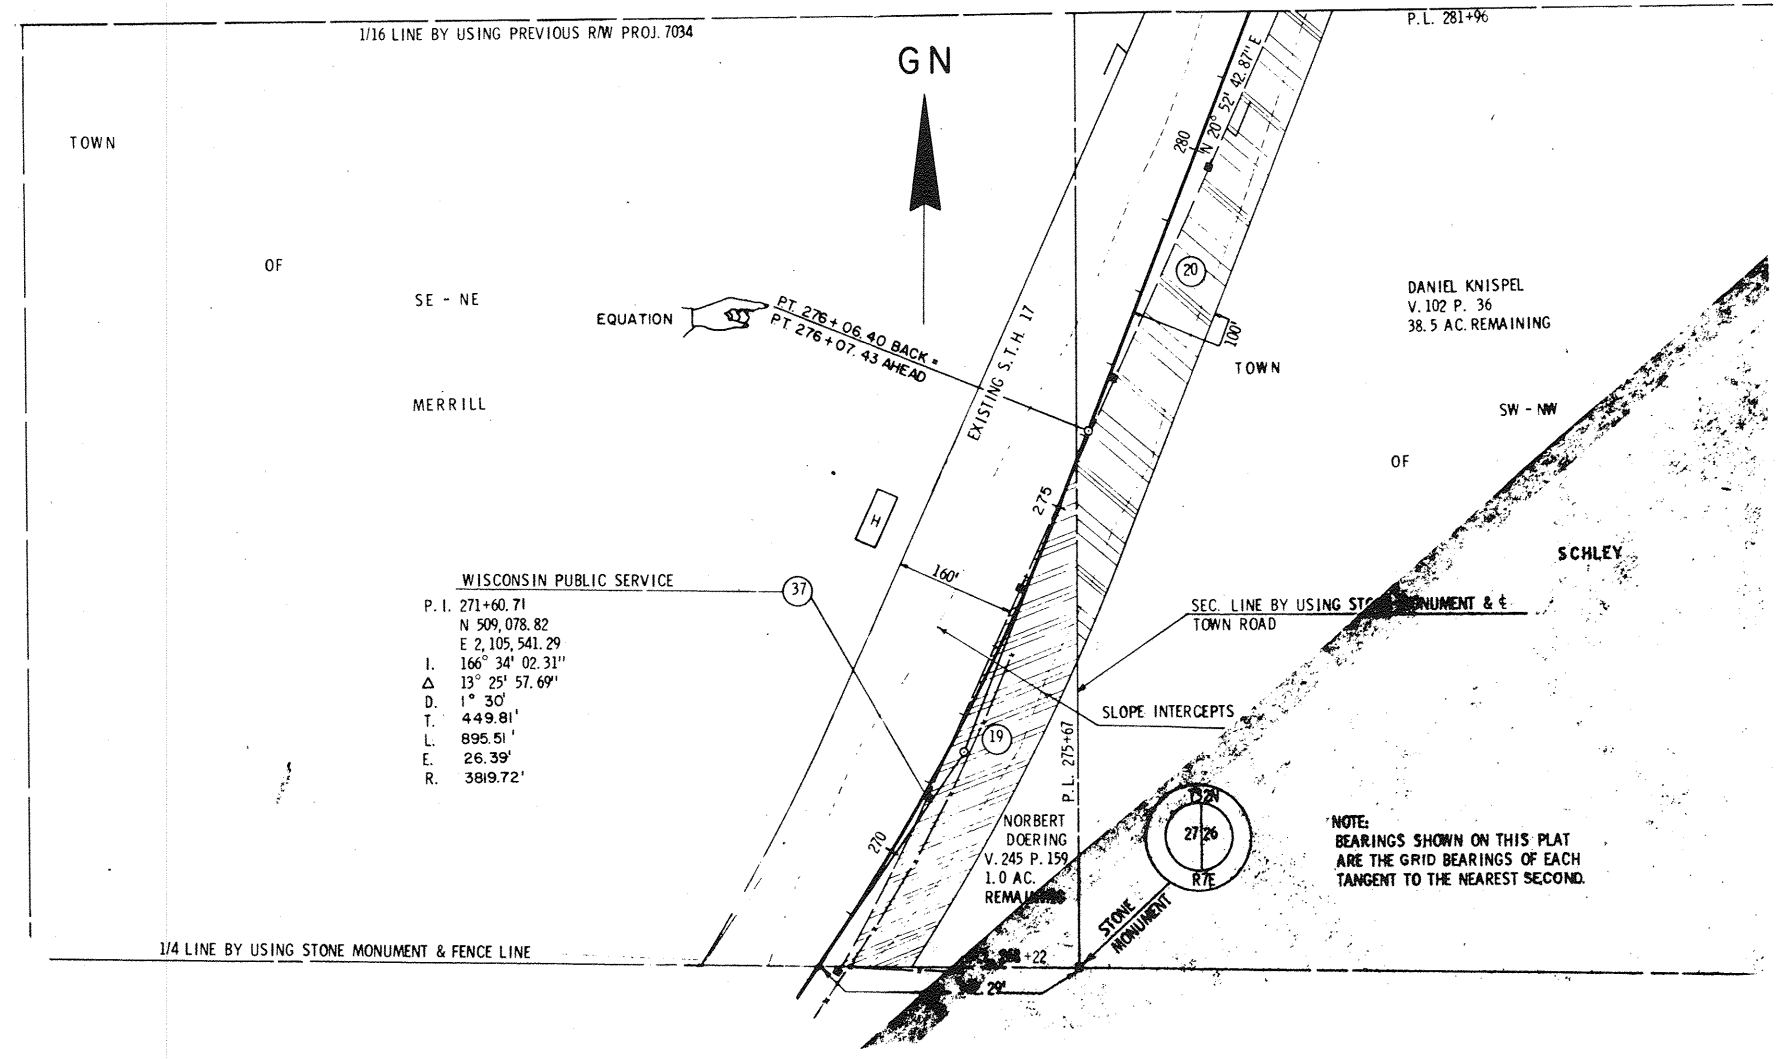 1/16 LINE BY USING PREVIOUS R/W PROJ. 7034
P.L. 281+96
GN
N 20° 52' 42.87" E
TOWN
280
OF
20
SE - NE
EQUATION
PT. 276+06.40 BACK =
PT 276+07.43 AHEAD
EXISTING S.T.H. 17
DANIEL KNISPEL
V. 102 P. 36
38.5 AC. REMAINING
100'
TOWN
MERRILL
SW - NW
OF
275
H
SCHLEY
160'
WISCONSIN PUBLIC SERVICE
37
P. I. 271+60.71
N 509,078.82
E 2,105,541.29
I. 166° 34' 02.31"
Δ 13° 25' 57.69"
D. 1° 30'
T. 449.81'
L. 895.51'
E. 26.39'
R. 3819.72'
SEC. LINE BY USING STONE MONUMENT & ℄
TOWN ROAD
SLOPE INTERCEPTS
19
P.L. 275+67
270
NORBERT
DOERING
V. 245 P. 159
1.0 AC.
REMAINING
T32N
27 26
R7E
STONE
MONUMENT
NOTE:
BEARINGS SHOWN ON THIS PLAT
ARE THE GRID BEARINGS OF EACH
TANGENT TO THE NEAREST SECOND.
1/4 LINE BY USING STONE MONUMENT & FENCE LINE
+22
29'